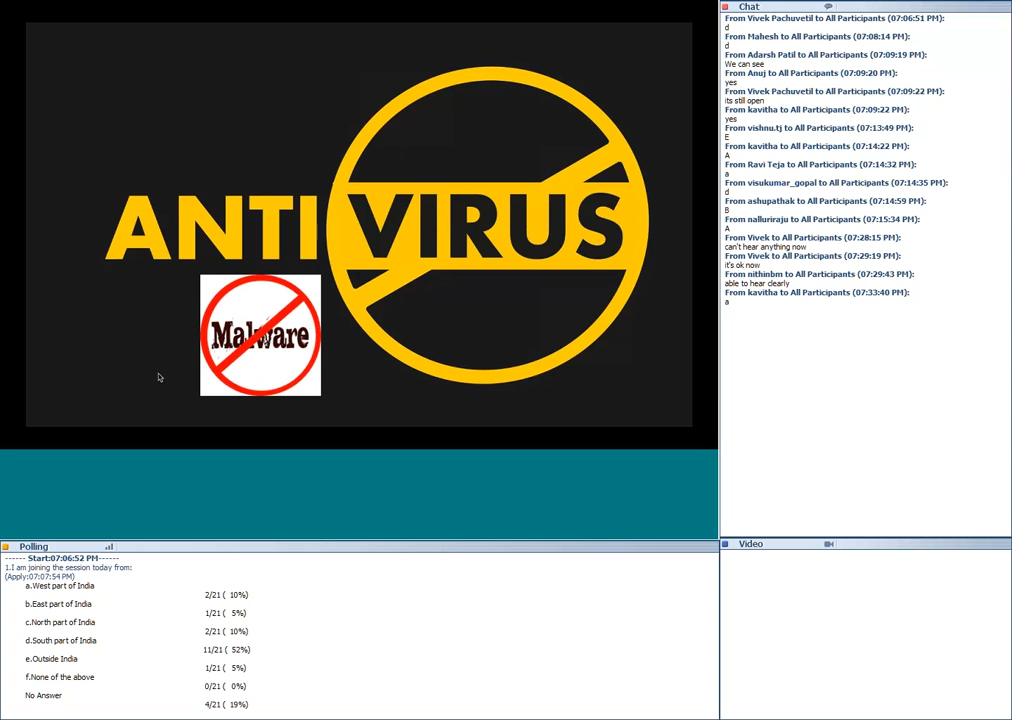 ANTI VIRUS
Malware
Chat
From Vivek Pachuvetil to All Participants (07:06:51 PM):
d
From Mahesh to All Participants (07:08:14 PM):
d
From Adarsh Patil to All Participants (07:09:19 PM):
We can see
From Anuj to All Participants (07:09:20 PM):
yes
From Vivek Pachuvetil to All Participants (07:09:22 PM):
its still open
From kavitha to All Participants (07:09:22 PM):
yes
From vishnu.tj to All Participants (07:13:49 PM):
E
From kavitha to All Participants (07:14:22 PM):
A
From Ravi Teja to All Participants (07:14:32 PM):
a
From visukumar_gopal to All Participants (07:14:35 PM):
d
From ashupathak to All Participants (07:14:59 PM):
B
From nalluriraju to All Participants (07:15:34 PM):
A
From Vivek to All Participants (07:28:15 PM):
can't hear anything now
From Vivek to All Participants (07:29:19 PM):
it's ok now
From nithinbm to All Participants (07:29:43 PM):
able to hear clearly
From kavitha to All Participants (07:33:40 PM):
a
Polling
------ Start:07:06:52 PM------
1.I am joining the session today from:
(Apply:07:07:54 PM)
a.West part of India
2/21 ( 10%)
b.East part of India
1/21 ( 5%)
c.North part of India
2/21 ( 10%)
d.South part of India
11/21 ( 52%)
e.Outside India
1/21 ( 5%)
f.None of the above
0/21 ( 0%)
No Answer
4/21 ( 19%)
Video